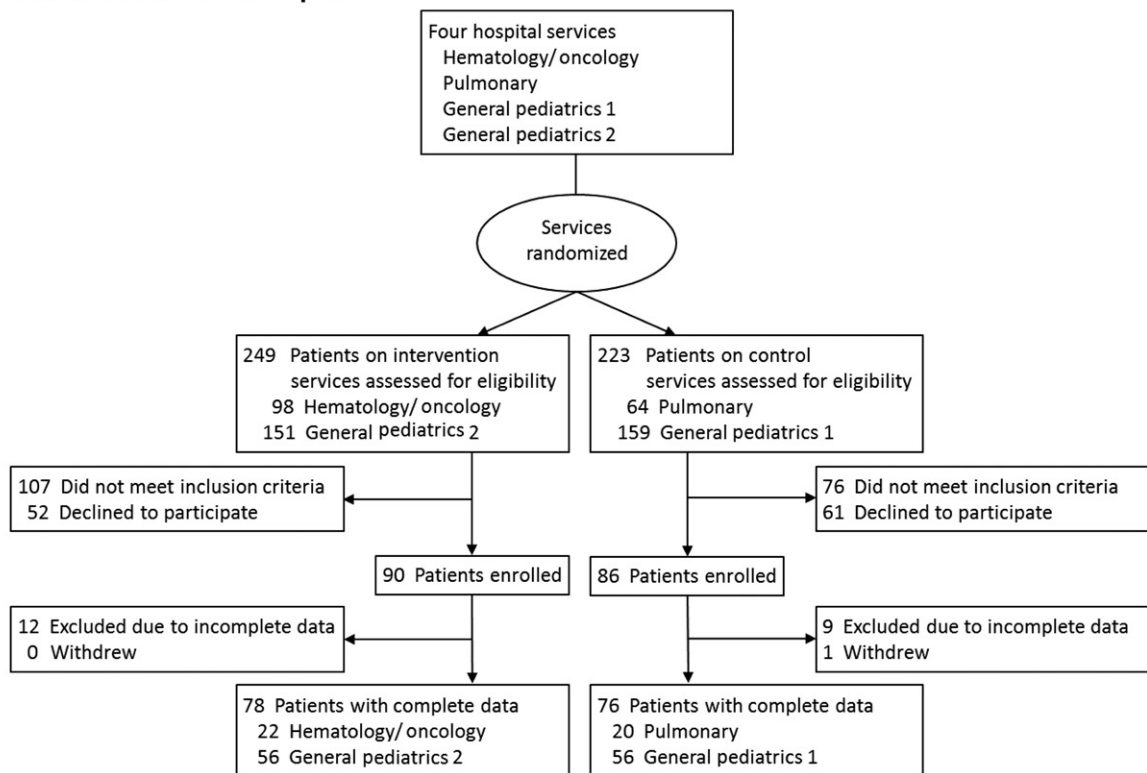 Four hospital services
Hematology/ oncology
Pulmonary
General pediatrics 1
General pediatrics 2
Services
randomized
249 Patients on intervention
services assessed for eligibility
98 Hematology/ oncology
151 General pediatrics 2
223 Patients on control
services assessed for eligibility
64 Pulmonary
159 General pediatrics 1
107 Did not meet inclusion criteria
52 Declined to participate
76 Did not meet inclusion criteria
61 Declined to participate
90 Patients enrolled
86 Patients enrolled
12 Excluded due to incomplete data
0 Withdrew
9 Excluded due to incomplete data
1 Withdrew
78 Patients with complete data
22 Hematology/ oncology
56 General pediatrics 2
76 Patients with complete data
20 Pulmonary
56 General pediatrics 1